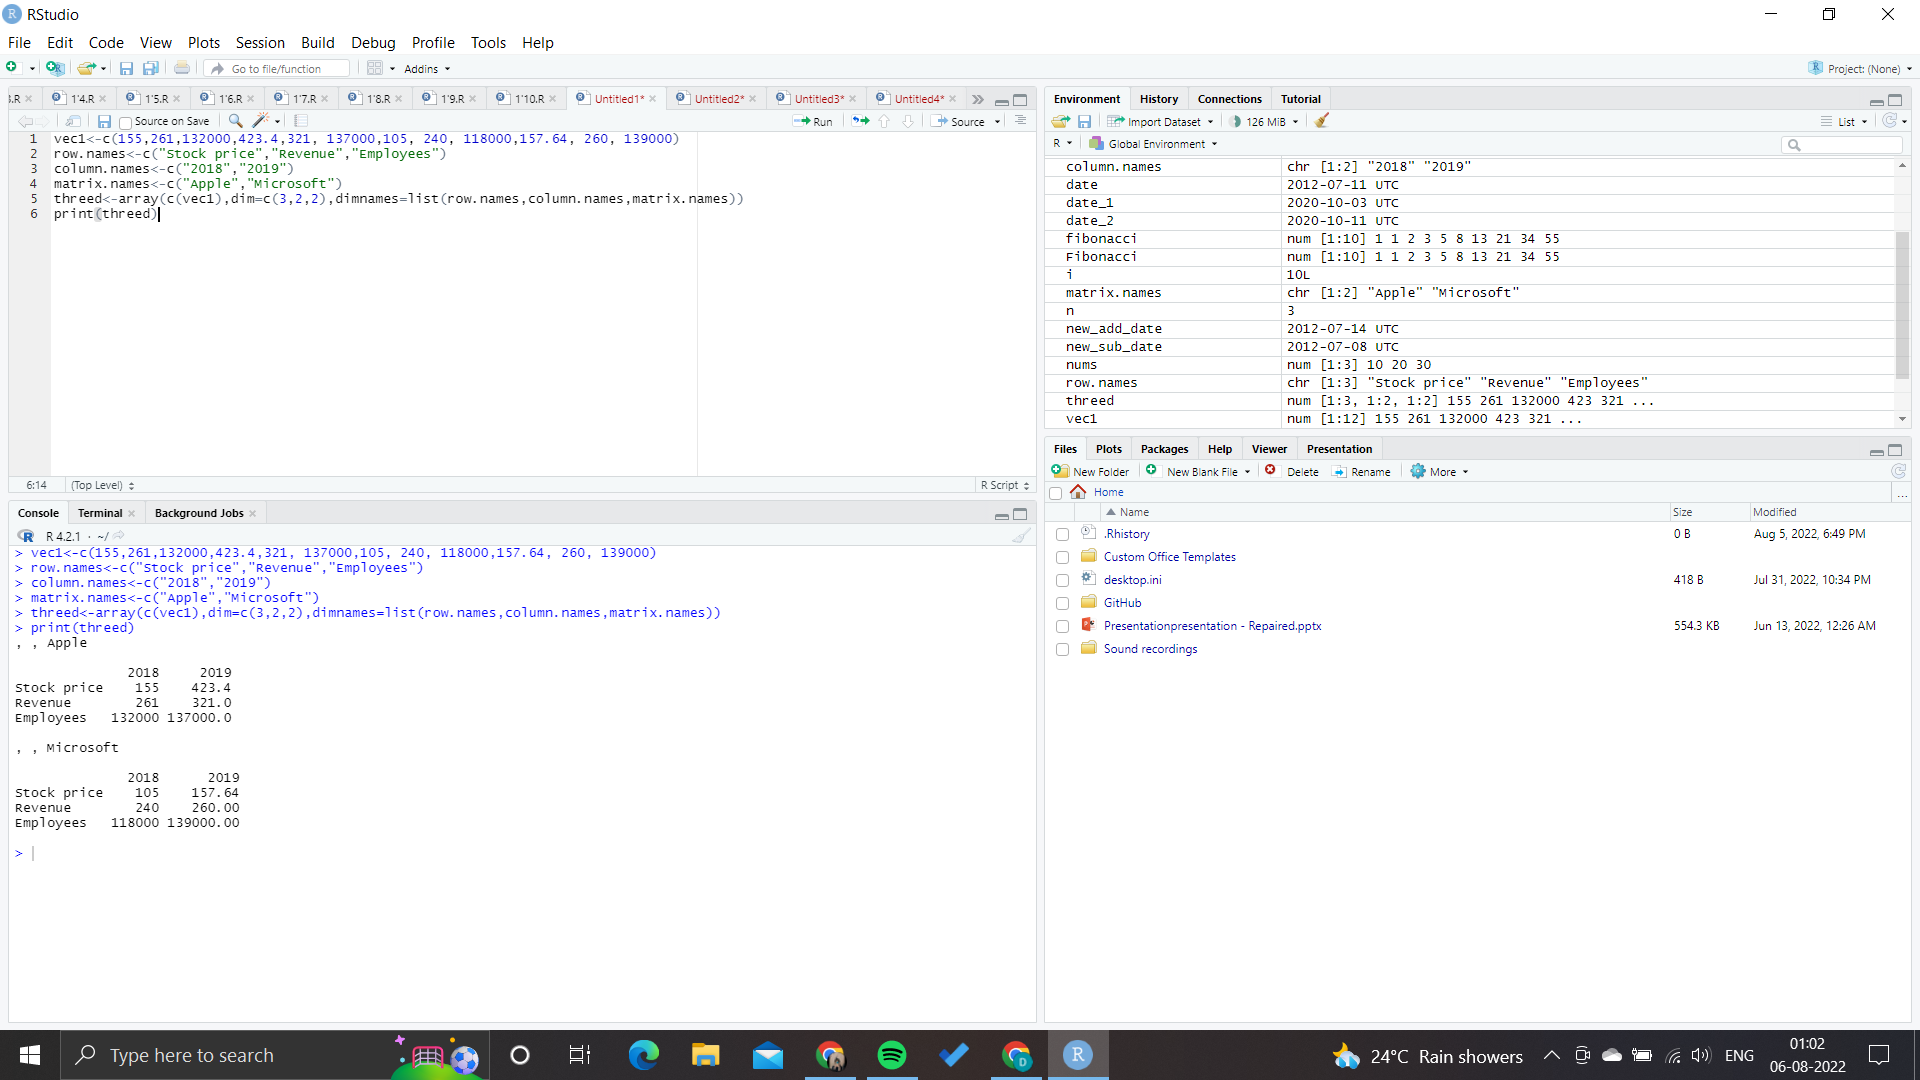 RStudio
File Edit Code View Plots Session Build Debug Profile Tools Help
Go to file/function Addins Project: (None)
3.R 1'4.R 1'5.R 1'6.R 1'7.R 1'8.R 1'9.R 1'10.R Untitled1* Untitled2* Untitled3* Untitled4*
Source on Save Run Source
1 vec1<-c(155,261,132000,423.4,321, 137000,105, 240, 118000,157.64, 260, 139000)
2 row.names<-c("Stock price","Revenue","Employees")
3 column.names<-c("2018","2019")
4 matrix.names<-c("Apple","Microsoft")
5 threed<-array(c(vec1),dim=c(3,2,2),dimnames=list(row.names,column.names,matrix.names))
6 print(threed)
6:14 (Top Level) R Script
Console Terminal Background Jobs
R 4.2.1 · ~/
> vec1<-c(155,261,132000,423.4,321, 137000,105, 240, 118000,157.64, 260, 139000)
> row.names<-c("Stock price","Revenue","Employees")
> column.names<-c("2018","2019")
> matrix.names<-c("Apple","Microsoft")
> threed<-array(c(vec1),dim=c(3,2,2),dimnames=list(row.names,column.names,matrix.names))
> print(threed)
, , Apple
2018 2019
Stock price 155 423.4
Revenue 261 321.0
Employees 132000 137000.0
, , Microsoft
2018 2019
Stock price 105 157.64
Revenue 240 260.00
Employees 118000 139000.00
>
Environment History Connections Tutorial
Import Dataset 126 MiB List
R Global Environment
column.names chr [1:2] "2018" "2019"
date 2012-07-11 UTC
date_1 2020-10-03 UTC
date_2 2020-10-11 UTC
fibonacci num [1:10] 1 1 2 3 5 8 13 21 34 55
Fibonacci num [1:10] 1 1 2 3 5 8 13 21 34 55
i 10L
matrix.names chr [1:2] "Apple" "Microsoft"
n 3
new_add_date 2012-07-14 UTC
new_sub_date 2012-07-08 UTC
nums num [1:3] 10 20 30
row.names chr [1:3] "Stock price" "Revenue" "Employees"
threed num [1:3, 1:2, 1:2] 155 261 132000 423 321 ...
vec1 num [1:12] 155 261 132000 423 321 ...
Files Plots Packages Help Viewer Presentation
New Folder New Blank File Delete Rename More
Home ...
Name Size Modified
.Rhistory 0 B Aug 5, 2022, 6:49 PM
Custom Office Templates
desktop.ini 418 B Jul 31, 2022, 10:34 PM
GitHub
Presentationpresentation - Repaired.pptx 554.3 KB Jun 13, 2022, 12:26 AM
Sound recordings
Type here to search
24°C Rain showers ENG
01:02
06-08-2022